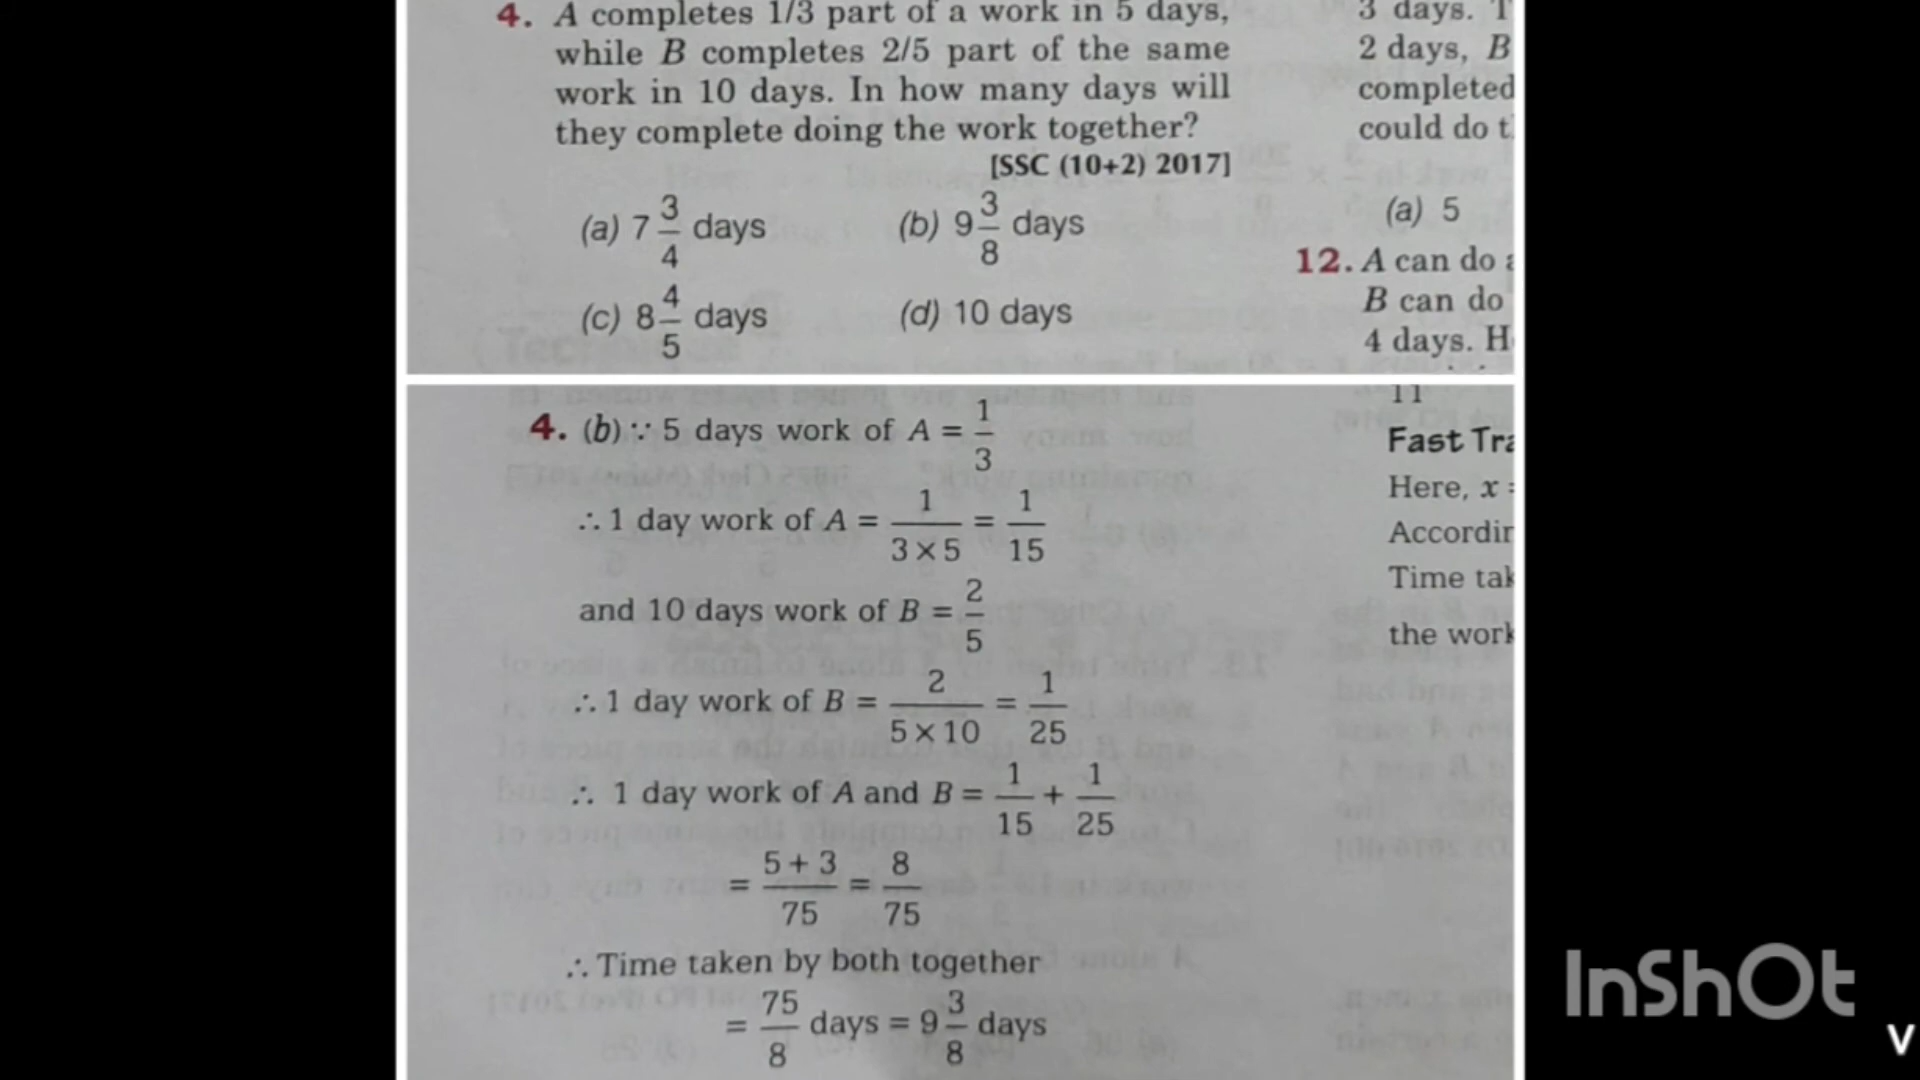 4. A completes 1/3 part of a work in 5 days,
while B completes 2/5 part of the same
work in 10 days. In how many days will
they complete doing the work together?
[SSC (10+2) 2017]
(a) 7 3/4 days (b) 9 3/8 days
(c) 8 4/5 days (d) 10 days
3 days. T
2 days, B
completed
could do t
(a) 5
12. A can do a
B can do
4 days. H
4. (b) ∵ 5 days work of A = 1/3
∴ 1 day work of A = 1/(3 × 5) = 1/15
and 10 days work of B = 2/5
∴ 1 day work of B = 2/(5 × 10) = 1/25
∴ 1 day work of A and B = 1/15 + 1/25
= (5 + 3)/75 = 8/75
∴ Time taken by both together
= 75/8 days = 9 3/8 days
11
Fast Tra
Here, x =
Accordin
Time tak
the work
InShOt
V